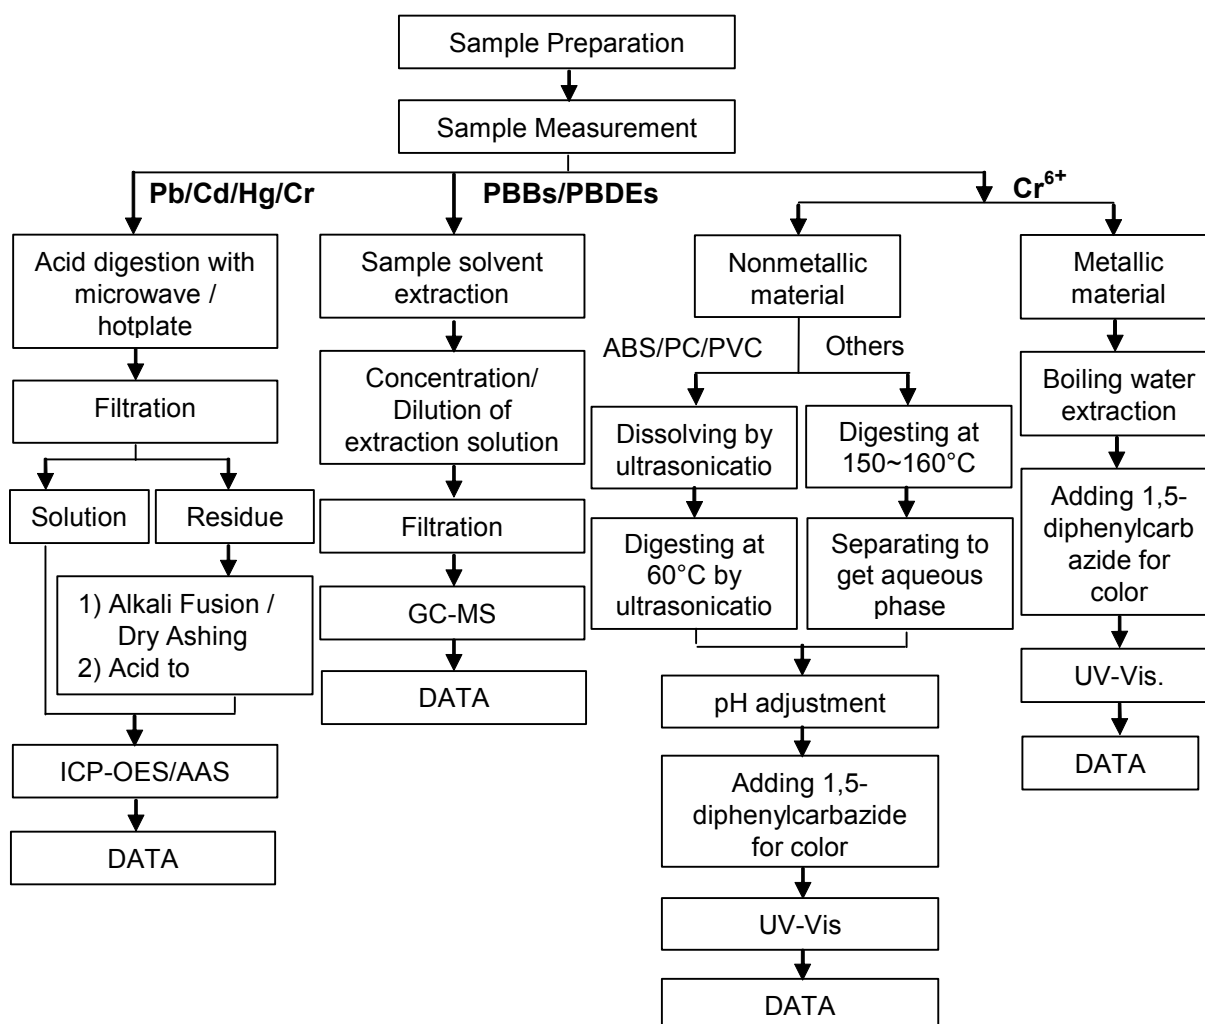 Sample Preparation
Sample Measurement
Pb/Cd/Hg/Cr
PBBs/PBDEs
Cr6+
Acid digestion with
microwave /
hotplate
Filtration
Solution
Residue
1) Alkali Fusion /
Dry Ashing
2) Acid to
ICP-OES/AAS
DATA
Sample solvent
extraction
Concentration/
Dilution of
extraction solution
Filtration
GC-MS
DATA
Nonmetallic
material
ABS/PC/PVC
Others
Dissolving by
ultrasonicatio
Digesting at
60°C by
ultrasonicatio
Digesting at
150~160°C
Separating to
get aqueous
phase
pH adjustment
Adding 1,5-
diphenylcarbazide
for color
UV-Vis
DATA
Metallic
material
Boiling water
extraction
Adding 1,5-
diphenylcarb
azide for
color
UV-Vis.
DATA